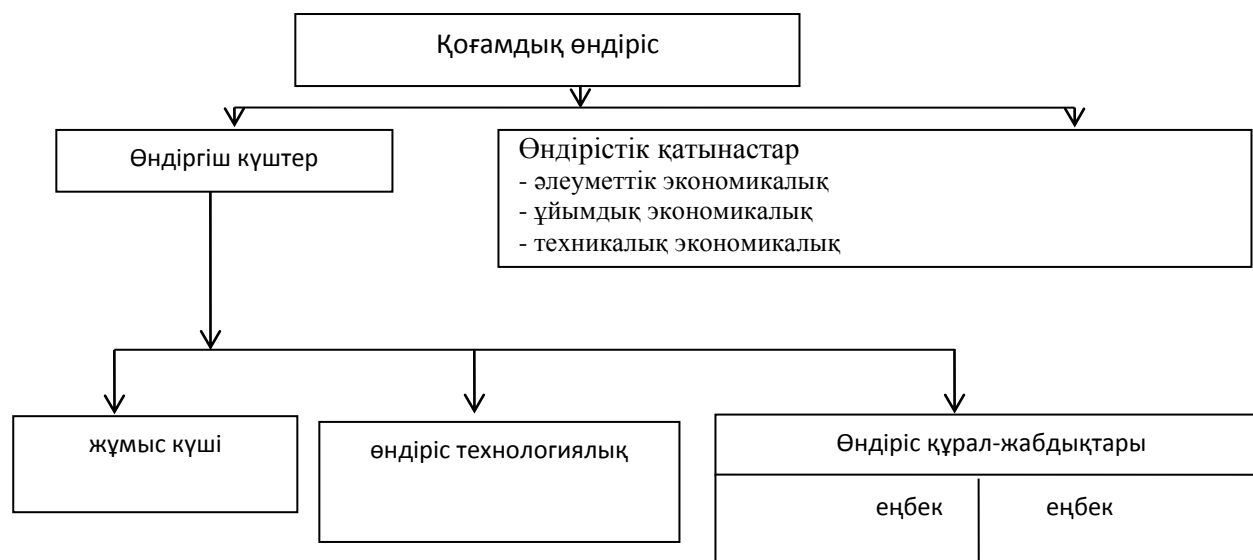 Қоғамдық өндіріс
Өндіргіш күштер
Өндірістік қатынастар
- әлеуметтік экономикалық
- ұйымдық экономикалық
- техникалық экономикалық
жұмыс күші
өндіріс технологиялық
Өндіріс құрал-жабдықтары
еңбек еңбек